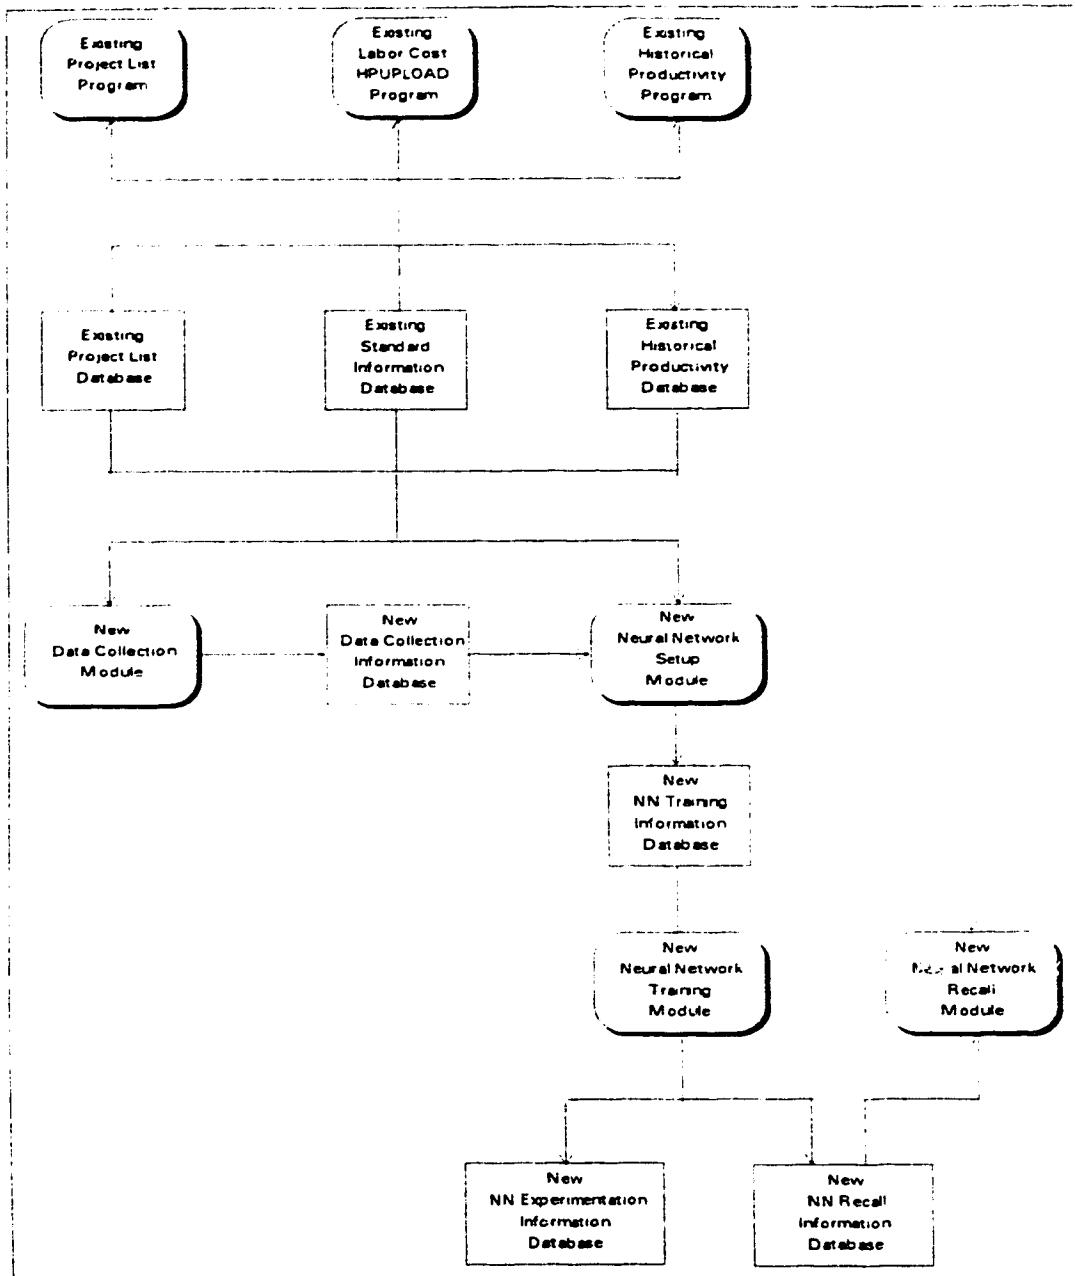 Existing
Project List
Program
Existing
Labor Cost
HPUPLOAD
Program
Existing
Historical
Productivity
Program
Existing
Project List
Database
Existing
Standard
Information
Database
Existing
Historical
Productivity
Database
New
Data Collection
Module
New
Data Collection
Information
Database
New
Neural Network
Setup
Module
New
NN Training
Information
Database
New
Neural Network
Training
Module
New
Neural Network
Recall
Module
New
NN Experimentation
Information
Database
New
NN Recall
Information
Database